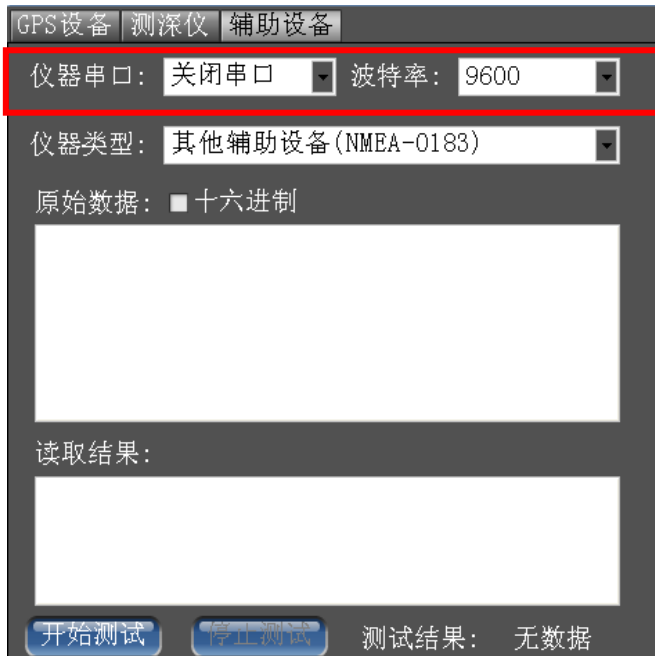 GPS设备 测深仪 辅助设备
仪器串口: 关闭串口 波特率: 9600
仪器类型: 其他辅助设备(NMEA-0183)
原始数据: 十六进制
读取结果:
开始测试 停止测试 测试结果: 无数据